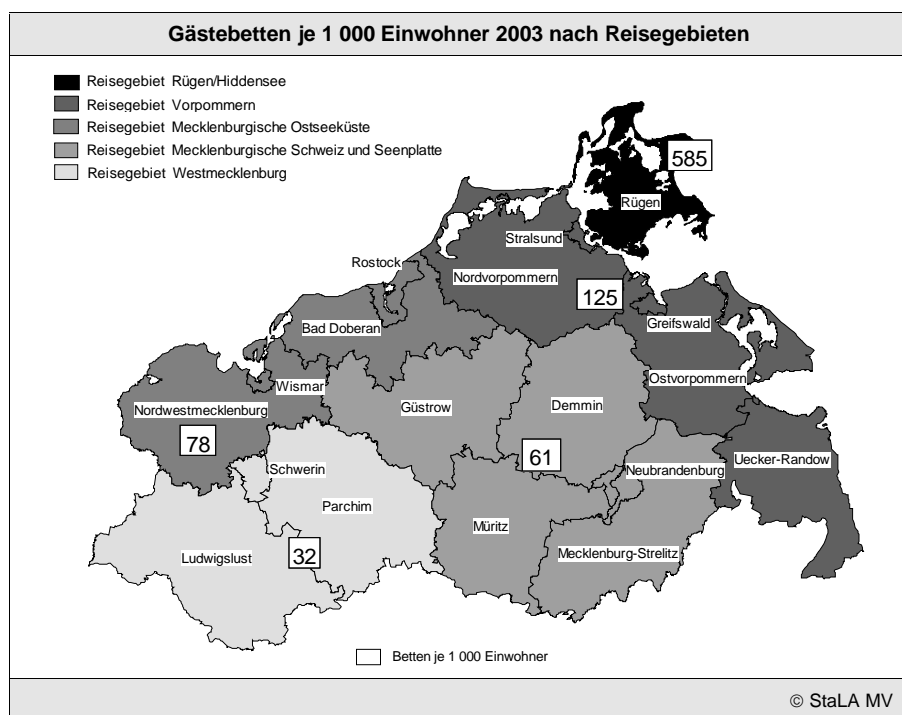 Gästebetten je 1 000 Einwohner 2003 nach Reisegebieten
Reisegebiet Rügen/Hiddensee
Reisegebiet Vorpommern
Reisegebiet Mecklenburgische Ostseeküste
Reisegebiet Mecklenburgische Schweiz und Seenplatte
Reisegebiet Westmecklenburg
585
Rügen
Stralsund
Rostock
Nordvorpommern
125
Greifswald
Bad Doberan
Ostvorpommern
Wismar
Nordwestmecklenburg
Güstrow
Demmin
78
61
Uecker-Randow
Neubrandenburg
Schwerin
Parchim
Müritz
Mecklenburg-Strelitz
Ludwigslust
32
Betten je 1 000 Einwohner
© StaLA MV